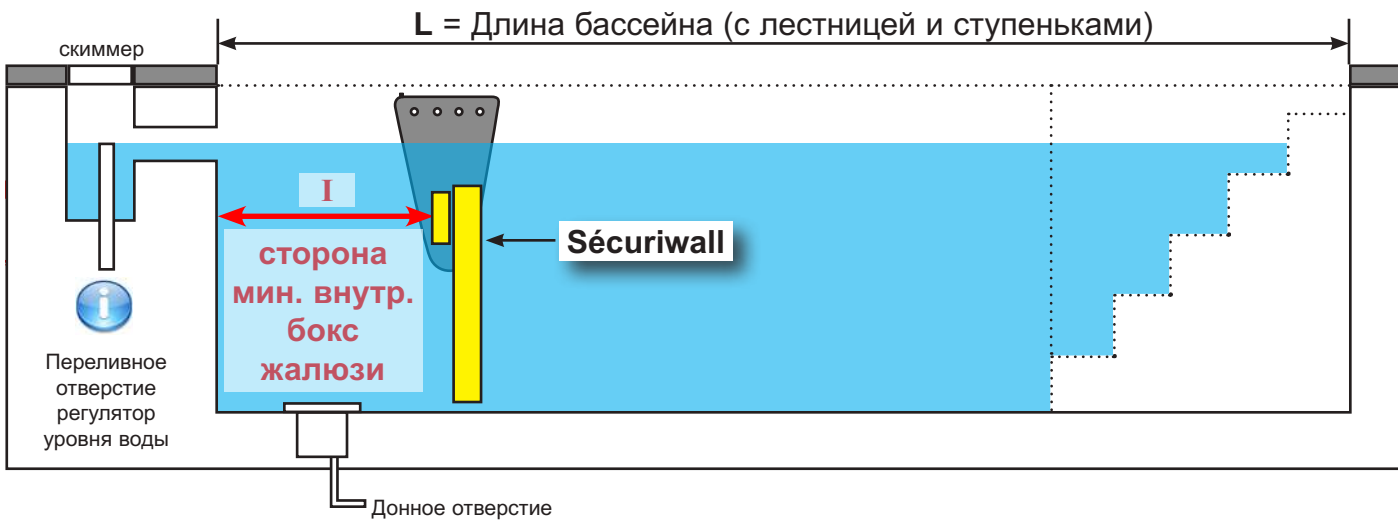 L = Длина бассейна (с лестницей и ступеньками)
скиммер
I
сторона
мин. внутр.
бокс
жалюзи
Sécuriwall
i
Переливное
отверстие
регулятор
уровня воды
Донное отверстие